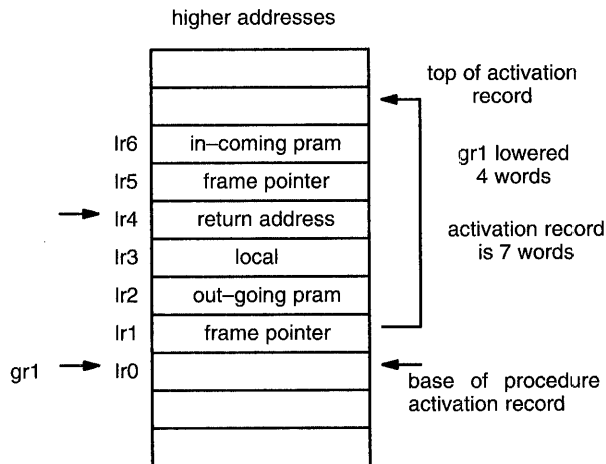 higher addresses
top of activation
record
lr6 in–coming pram
gr1 lowered
4 words
lr5 frame pointer
lr4 return address
activation record
is 7 words
lr3 local
lr2 out–going pram
lr1 frame pointer
gr1 lr0
base of procedure
activation record